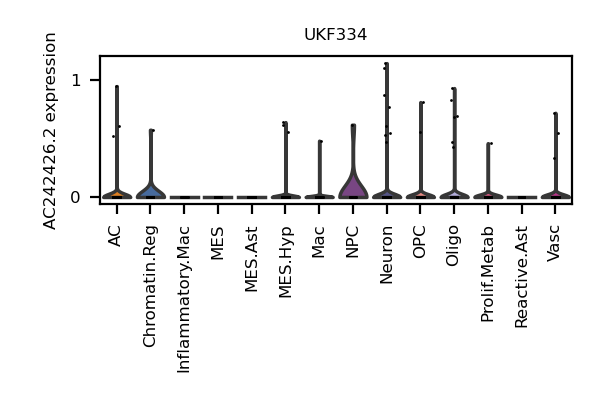 UKF334
AC242426.2 expression
1
0
AC
Chromatin.Reg
Inflammatory.Mac
MES
MES.Ast
MES.Hyp
Mac
NPC
Neuron
OPC
Oligo
Prolif.Metab
Reactive.Ast
Vasc